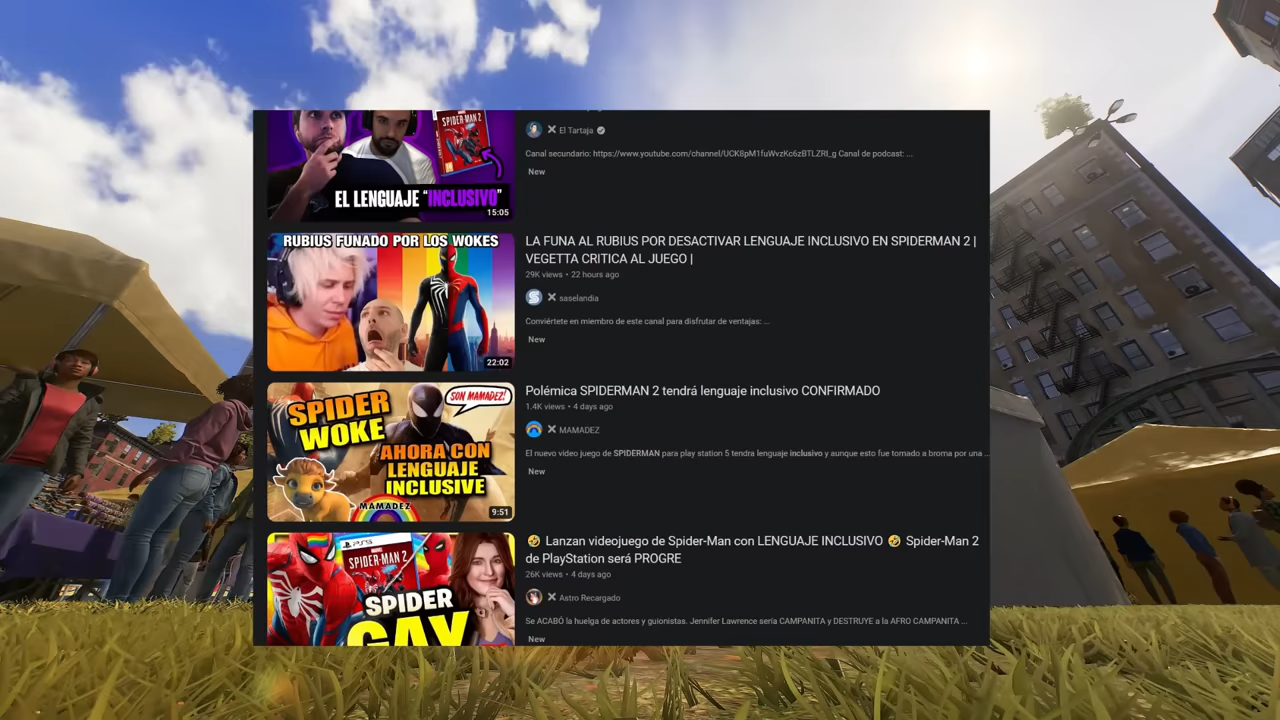 SPIDER-MAN 2
EL LENGUAJE "INCLUSIVO"
15:05
El Tartaja
Canal secundario: https://www.youtube.com/channel/UCK8pM1fuWvzKc6zBTLZRI_g Canal de podcast: ...
New
RUBIUS FUNADO POR LOS WOKES
22:02
LA FUNA AL RUBIUS POR DESACTIVAR LENGUAJE INCLUSIVO EN SPIDERMAN 2 |
VEGETTA CRITICA AL JUEGO |
29K views • 22 hours ago
saselandia
Conviértete en miembro de este canal para disfrutar de ventajas: ...
New
SPIDER
WOKE
SON MAMADEZ!
AHORA CON
LENGUAJE
INCLUSIVE
MAMADEZ
9:51
Polémica SPIDERMAN 2 tendrá lenguaje inclusivo CONFIRMADO
1.4K views • 4 days ago
MAMADEZ
El nuevo video juego de SPIDERMAN para play station 5 tendra lenguaje inclusivo y aunque esto fue tomado a broma por una ...
New
PS5
SPIDER-MAN 2
SPIDER
GAY
🤣 Lanzan videojuego de Spider-Man con LENGUAJE INCLUSIVO 🤣 Spider-Man 2
de PlayStation será PROGRE
26K views • 4 days ago
Astro Recargado
Se ACABÓ la huelga de actores y guionistas. Jennifer Lawrence sería CAMPANITA y DESTRUYE a la AFRO CAMPANITA ...
New